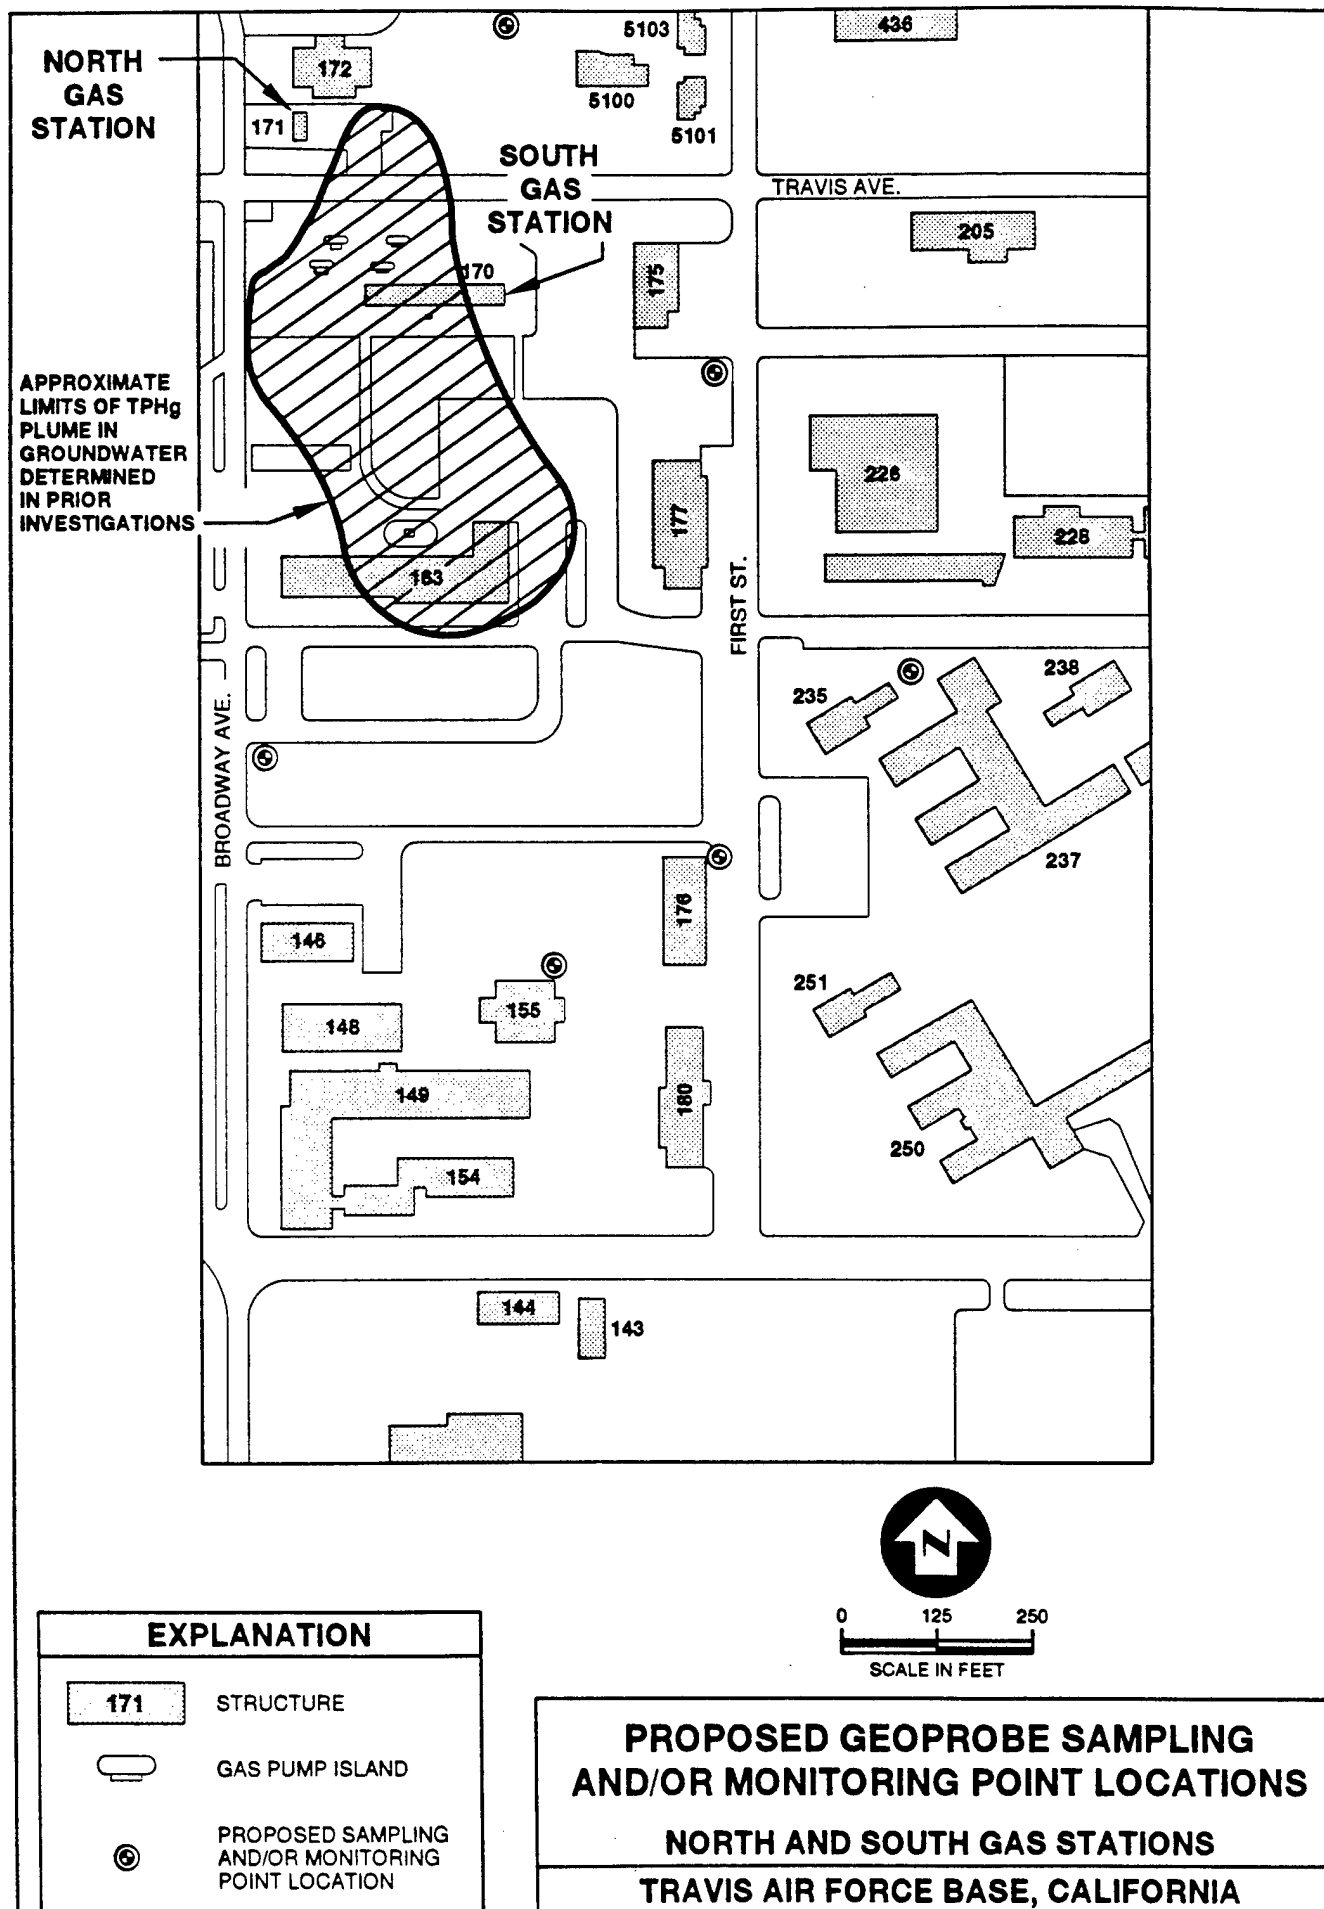 5103
436
NORTH
GAS
STATION
172
5100
171
5101
SOUTH
GAS
STATION
TRAVIS AVE.
205
170
175
APPROXIMATE
LIMITS OF TPHg
PLUME IN
GROUNDWATER
DETERMINED
IN PRIOR
INVESTIGATIONS
226
177
228
163
FIRST ST.
235
238
BROADWAY AVE.
237
176
146
251
155
148
149
180
250
154
144
143
N
0 125 250
SCALE IN FEET
EXPLANATION
171 STRUCTURE
GAS PUMP ISLAND
PROPOSED SAMPLING
AND/OR MONITORING
POINT LOCATION
PROPOSED GEOPROBE SAMPLING
AND/OR MONITORING POINT LOCATIONS
NORTH AND SOUTH GAS STATIONS
TRAVIS AIR FORCE BASE, CALIFORNIA